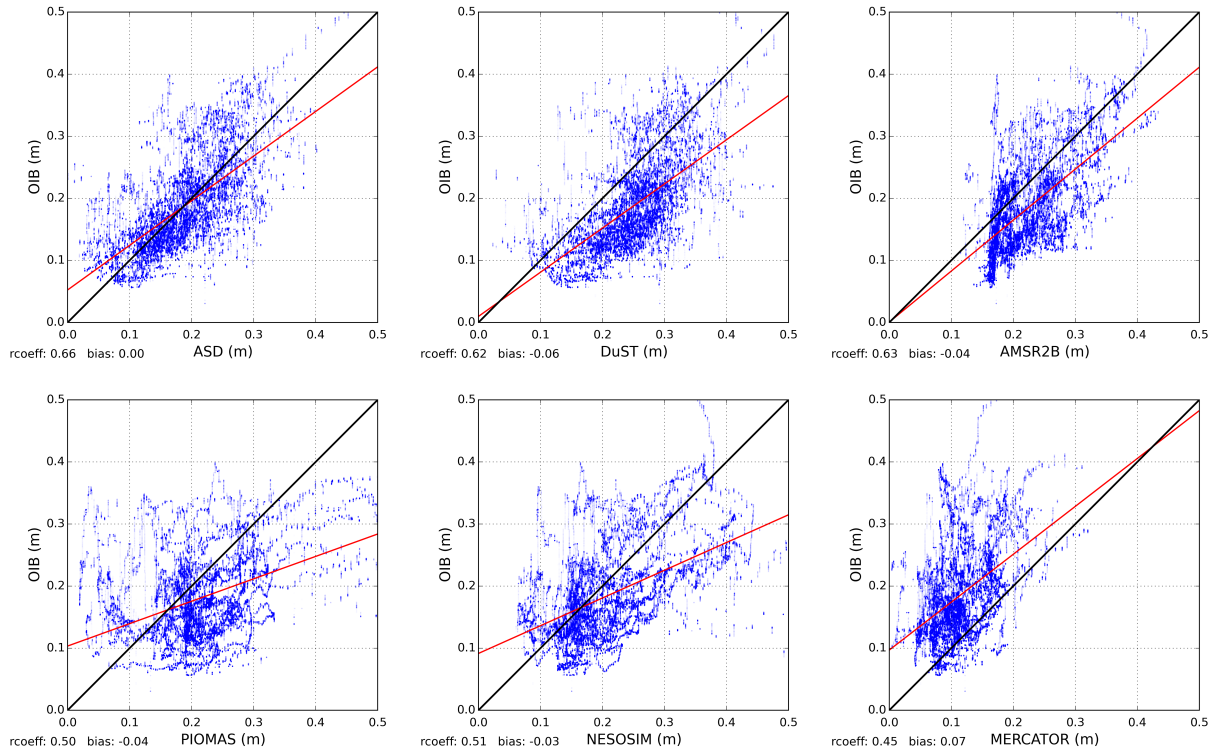 0.5
0.4
0.3
0.2
0.1
0.0
OIB (m)
0.0 0.1 0.2 0.3 0.4 0.5
ASD (m)
rcoeff: 0.66 bias: 0.00
0.5
0.4
0.3
0.2
0.1
0.0
OIB (m)
0.0 0.1 0.2 0.3 0.4 0.5
DuST (m)
rcoeff: 0.62 bias: -0.06
0.5
0.4
0.3
0.2
0.1
0.0
OIB (m)
0.0 0.1 0.2 0.3 0.4 0.5
AMSR2B (m)
rcoeff: 0.63 bias: -0.04
0.5
0.4
0.3
0.2
0.1
0.0
OIB (m)
0.0 0.1 0.2 0.3 0.4 0.5
PIOMAS (m)
rcoeff: 0.50 bias: -0.04
0.5
0.4
0.3
0.2
0.1
0.0
OIB (m)
0.0 0.1 0.2 0.3 0.4 0.5
NESOSIM (m)
rcoeff: 0.51 bias: -0.03
0.5
0.4
0.3
0.2
0.1
0.0
OIB (m)
0.0 0.1 0.2 0.3 0.4 0.5
MERCATOR (m)
rcoeff: 0.45 bias: 0.07